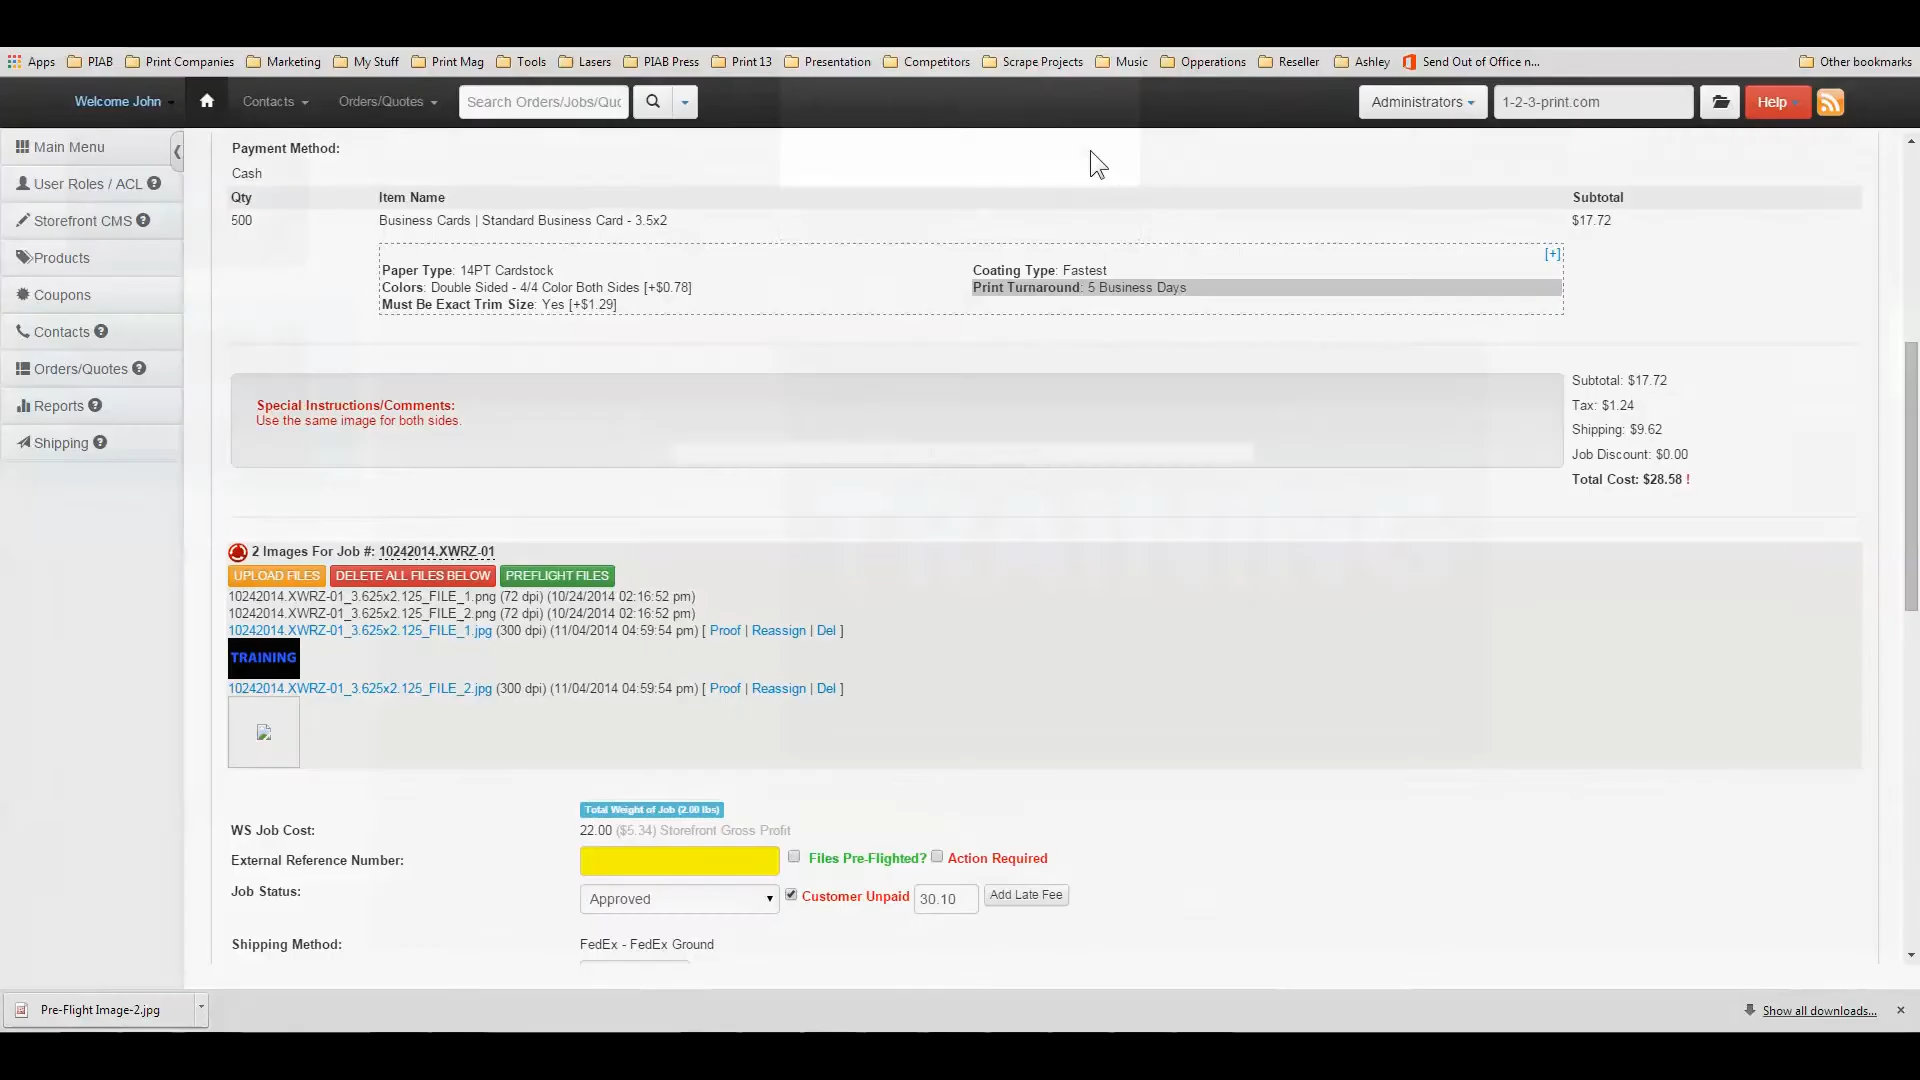 Apps PIAB Print Companies Marketing My Stuff Print Mag Tools Lasers PIAB Press Print 13 Presentation Competitors Scrape Projects Music Opperations Reseller Ashley Send Out of Office n... Other bookmarks
Welcome John Contacts Orders/Quotes Search Orders/Jobs/Quo Administrators 1-2-3-print.com Help
Main Menu
User Roles / ACL
Storefront CMS
Products
Coupons
Contacts
Orders/Quotes
Reports
Shipping
Payment Method:
Cash
Qty Item Name Subtotal
500 Business Cards | Standard Business Card - 3.5x2 $17.72
[+]
Paper Type: 14PT Cardstock Coating Type: Fastest
Colors: Double Sided - 4/4 Color Both Sides [+$0.78] Print Turnaround: 5 Business Days
Must Be Exact Trim Size: Yes [+$1.29]
Special Instructions/Comments:
Use the same image for both sides.
Subtotal: $17.72
Tax: $1.24
Shipping: $9.62
Job Discount: $0.00
Total Cost: $28.58 !
2 Images For Job #: 10242014.XWRZ-01
UPLOAD FILES DELETE ALL FILES BELOW PREFLIGHT FILES
10242014.XWRZ-01_3.625x2.125_FILE_1.png (72 dpi) (10/24/2014 02:16:52 pm)
10242014.XWRZ-01_3.625x2.125_FILE_2.png (72 dpi) (10/24/2014 02:16:52 pm)
10242014.XWRZ-01_3.625x2.125_FILE_1.jpg (300 dpi) (11/04/2014 04:59:54 pm) [ Proof | Reassign | Del ]
TRAINING
10242014.XWRZ-01_3.625x2.125_FILE_2.jpg (300 dpi) (11/04/2014 04:59:54 pm) [ Proof | Reassign | Del ]
Total Weight of Job (2.00 lbs)
WS Job Cost: 22.00 ($5.34) Storefront Gross Profit
External Reference Number: Files Pre-Flighted? Action Required
Job Status: Approved Customer Unpaid 30.10 Add Late Fee
Shipping Method: FedEx - FedEx Ground
Pre-Flight Image-2.jpg Show all downloads...